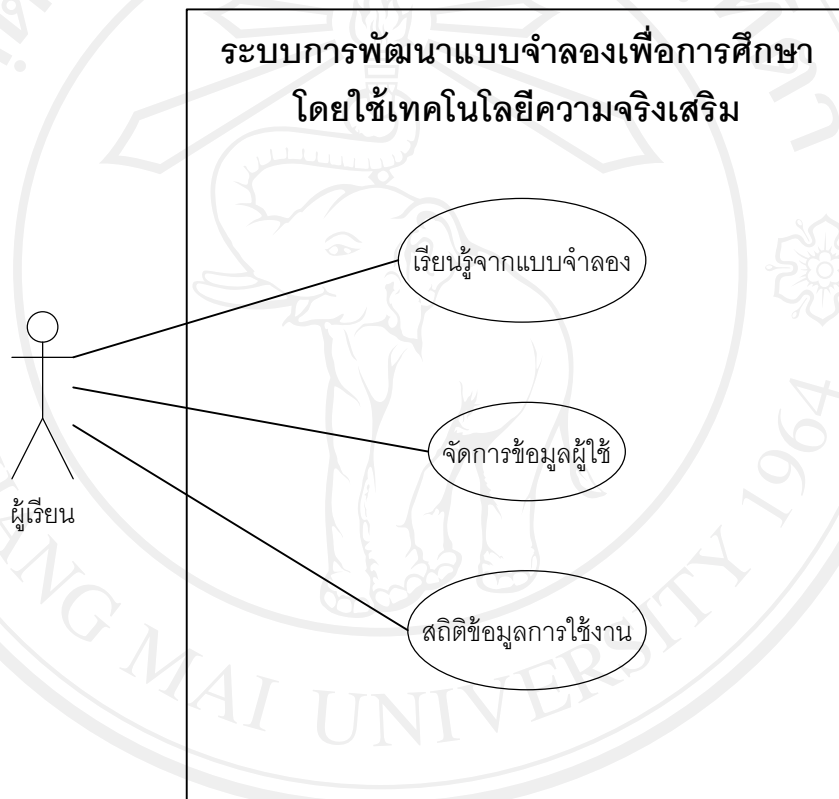 ระบบการพัฒนาแบบจำลองเพื่อการศึกษา
โดยใช้เทคโนโลยีความจริงเสริม
เรียนรู้จากแบบจำลอง
จัดการข้อมูลผู้ใช้
ผู้เรียน
สถิติข้อมูลการใช้งาน
ANG MAI UNIVERSITY 1964